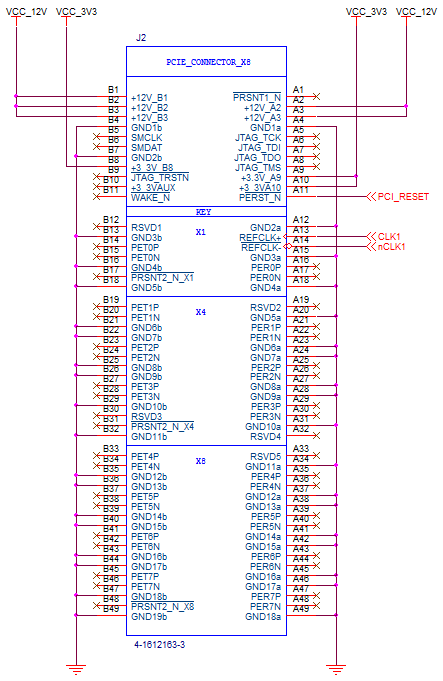 VCC_12V VCC_3V3 VCC_3V3 VCC_12V
J2
PCIE_CONNECTOR_X8
B1 +12V_B1 PRSNT1_N A1
B2 +12V_B2 +12V_A2 A2
B3 +12V_B3 +12V_A3 A3
B4 GND1b GND1a A4
B5 SMCLK JTAG_TCK A5
B6 SMDAT JTAG_TDI A6
B7 GND2b JTAG_TDO A7
B8 +3_3V_B8 JTAG_TMS A8
B9 JTAG_TRSTN +3.3V_A9 A9
B10 +3_3VAUX +3_3VA10 A10
B11 WAKE_N PERST_N A11 PCI_RESET
KEY
X1
B12 RSVD1 GND2a A12
B13 GND3b REFCLK+ A13 CLK1
B14 PET0P REFCLK- A14 nCLK1
B15 PET0N GND3a A15
B16 GND4b PER0P A16
B17 PRSNT2_N_X1 PER0N A17
B18 GND5b GND4a A18
X4
B19 PET1P RSVD2 A19
B20 PET1N GND5a A20
B21 GND6b PER1P A21
B22 GND7b PER1N A22
B23 PET2P GND6a A23
B24 PET2N GND7a A24
B25 GND8b PER2P A25
B26 GND9b PER2N A26
B27 PET3P GND8a A27
B28 PET3N GND9a A28
B29 GND10b PER3P A29
B30 RSVD3 PER3N A30
B31 PRSNT2_N_X4 GND10a A31
B32 GND11b RSVD4 A32
X8
B33 PET4P RSVD5 A33
B34 PET4N GND11a A34
B35 GND12b PER4P A35
B36 GND13b PER4N A36
B37 PET5P GND12a A37
B38 PET5N GND13a A38
B39 GND14b PER5P A39
B40 GND15b PER5N A40
B41 PET6P GND14a A41
B42 PET6N GND15a A42
B43 GND16b PER6P A43
B44 GND17b PER6N A44
B45 PET7P GND16a A45
B46 PET7N GND17a A46
B47 GND18b PER7P A47
B48 PRSNT2_N_X8 PER7N A48
B49 GND19b GND18a A49
4-1612163-3